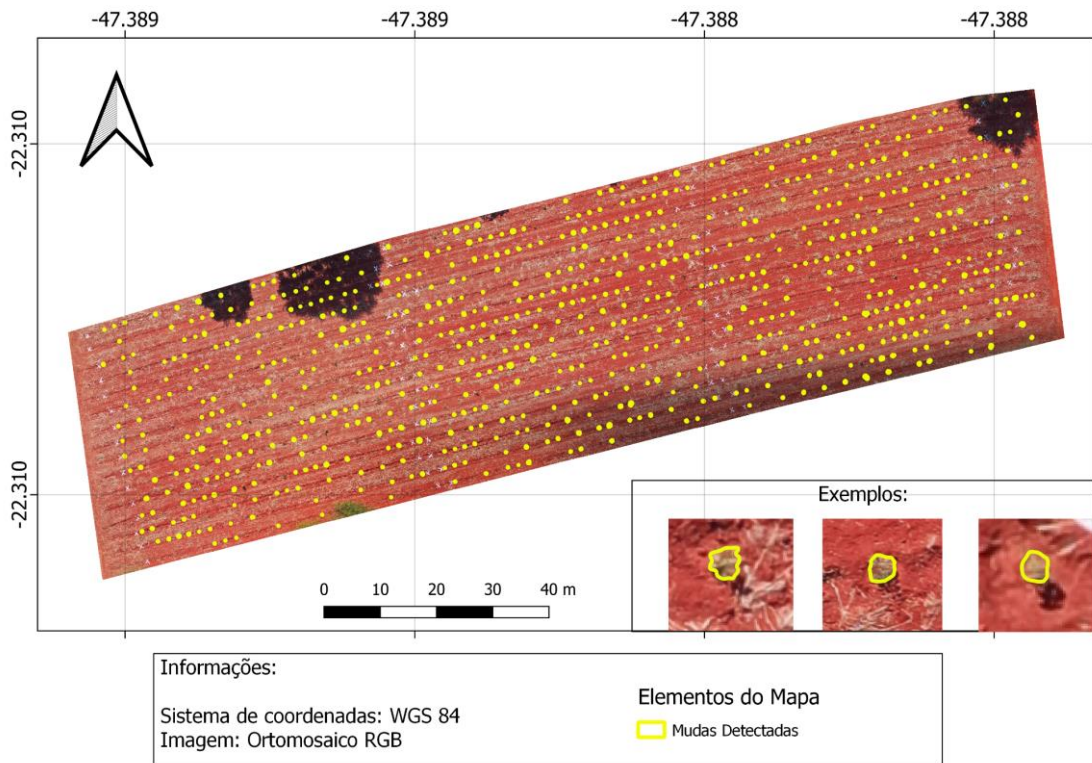 -47.389 -47.389 -47.388 -47.388
-22.310
-22.310
Exemplos:
0 10 20 30 40 m
Informações:
Sistema de coordenadas: WGS 84
Imagem: Ortomosaico RGB
Elementos do Mapa
Mudas Detectadas